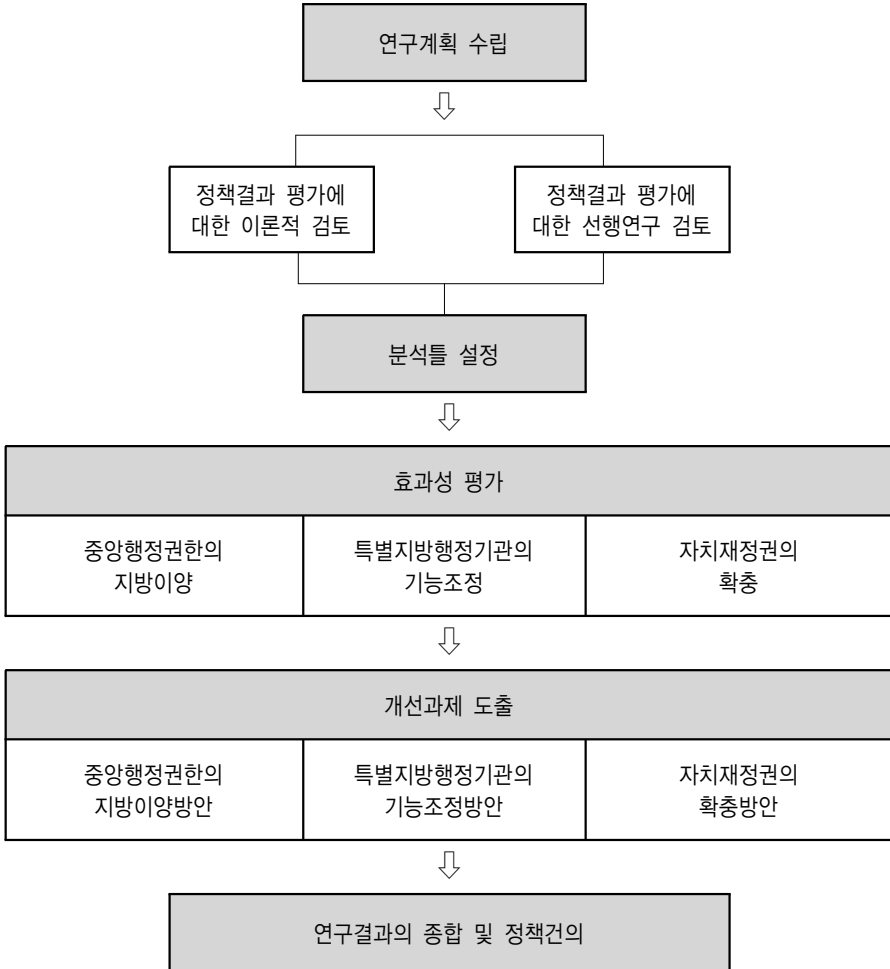 연구계획 수립
정책결과 평가에
대한 이론적 검토
정책결과 평가에
대한 선행연구 검토
분석틀 설정
효과성 평가
중앙행정권한의
지방이양
특별지방행정기관의
기능조정
자치재정권의
확충
개선과제 도출
중앙행정권한의
지방이양방안
특별지방행정기관의
기능조정방안
자치재정권의
확충방안
연구결과의 종합 및 정책건의